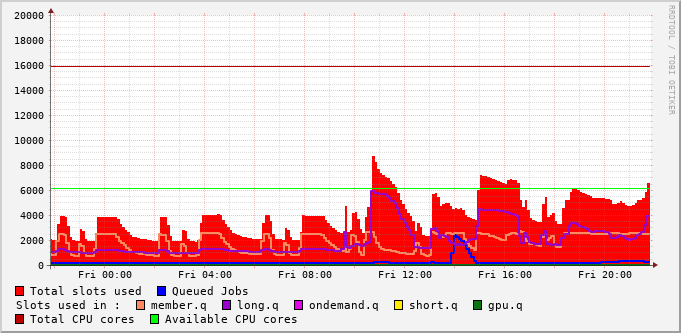 20000
18000
16000
14000
12000
10000
8000
6000
4000
2000
0
Fri 00:00 Fri 04:00 Fri 08:00 Fri 12:00 Fri 16:00 Fri 20:00
Total slots used Queued Jobs
Slots used in : member.q long.q ondemand.q short.q gpu.q
Total CPU cores Available CPU cores
RRDTOOL / TOBI OETIKER